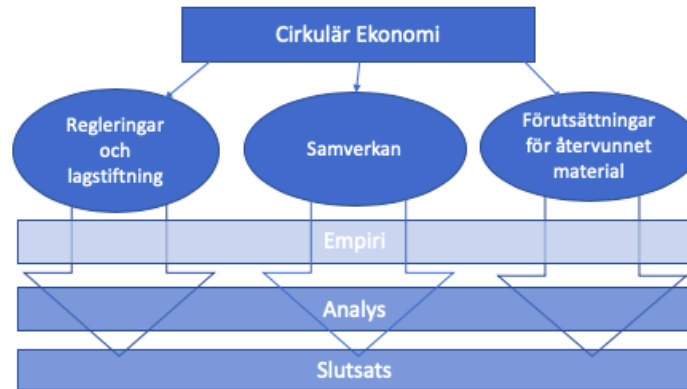 Cirkulär Ekonomi
Regleringar
och
lagstiftning
Samverkan
Förutsättningar
för återvunnet
material
Empiri
Analys
Slutsats